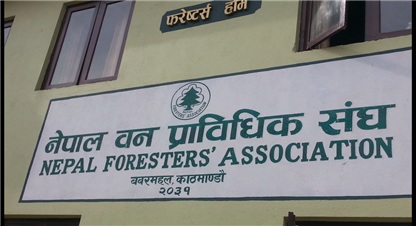 फरेष्टर्स होम
नेपाल वन प्राविधिक संघ
NEPAL FORESTERS' ASSOCIATION
बबरमहल, काठमाण्डौ
२०३१